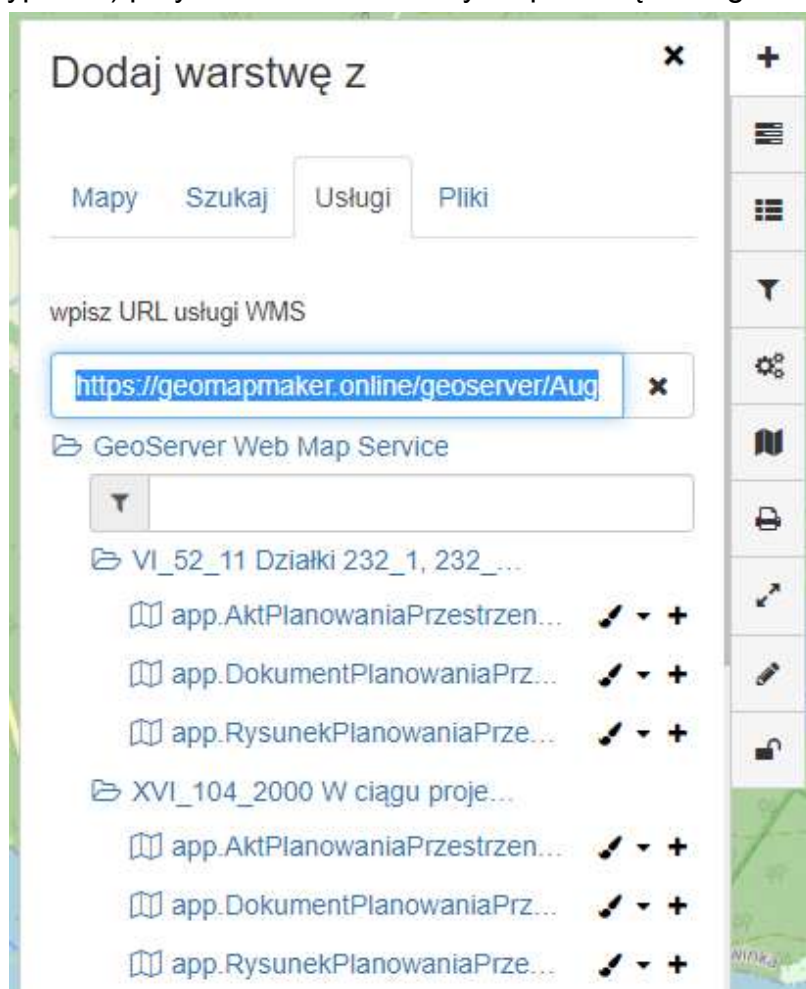 Dodaj warstwę z
Mapy Szukaj Usługi Pliki
wpisz URL usługi WMS
https://geomapmaker.online/geoserver/Aug
GeoServer Web Map Service
VI_52_11 Działki 232_1, 232_...
app.AktPlanowaniaPrzestrzen...
app.DokumentPlanowaniaPrz...
app.RysunekPlanowaniaPrze...
XVI_104_2000 W ciągu proje...
app.AktPlanowaniaPrzestrzen...
app.DokumentPlanowaniaPrz...
app.RysunekPlanowaniaPrze...